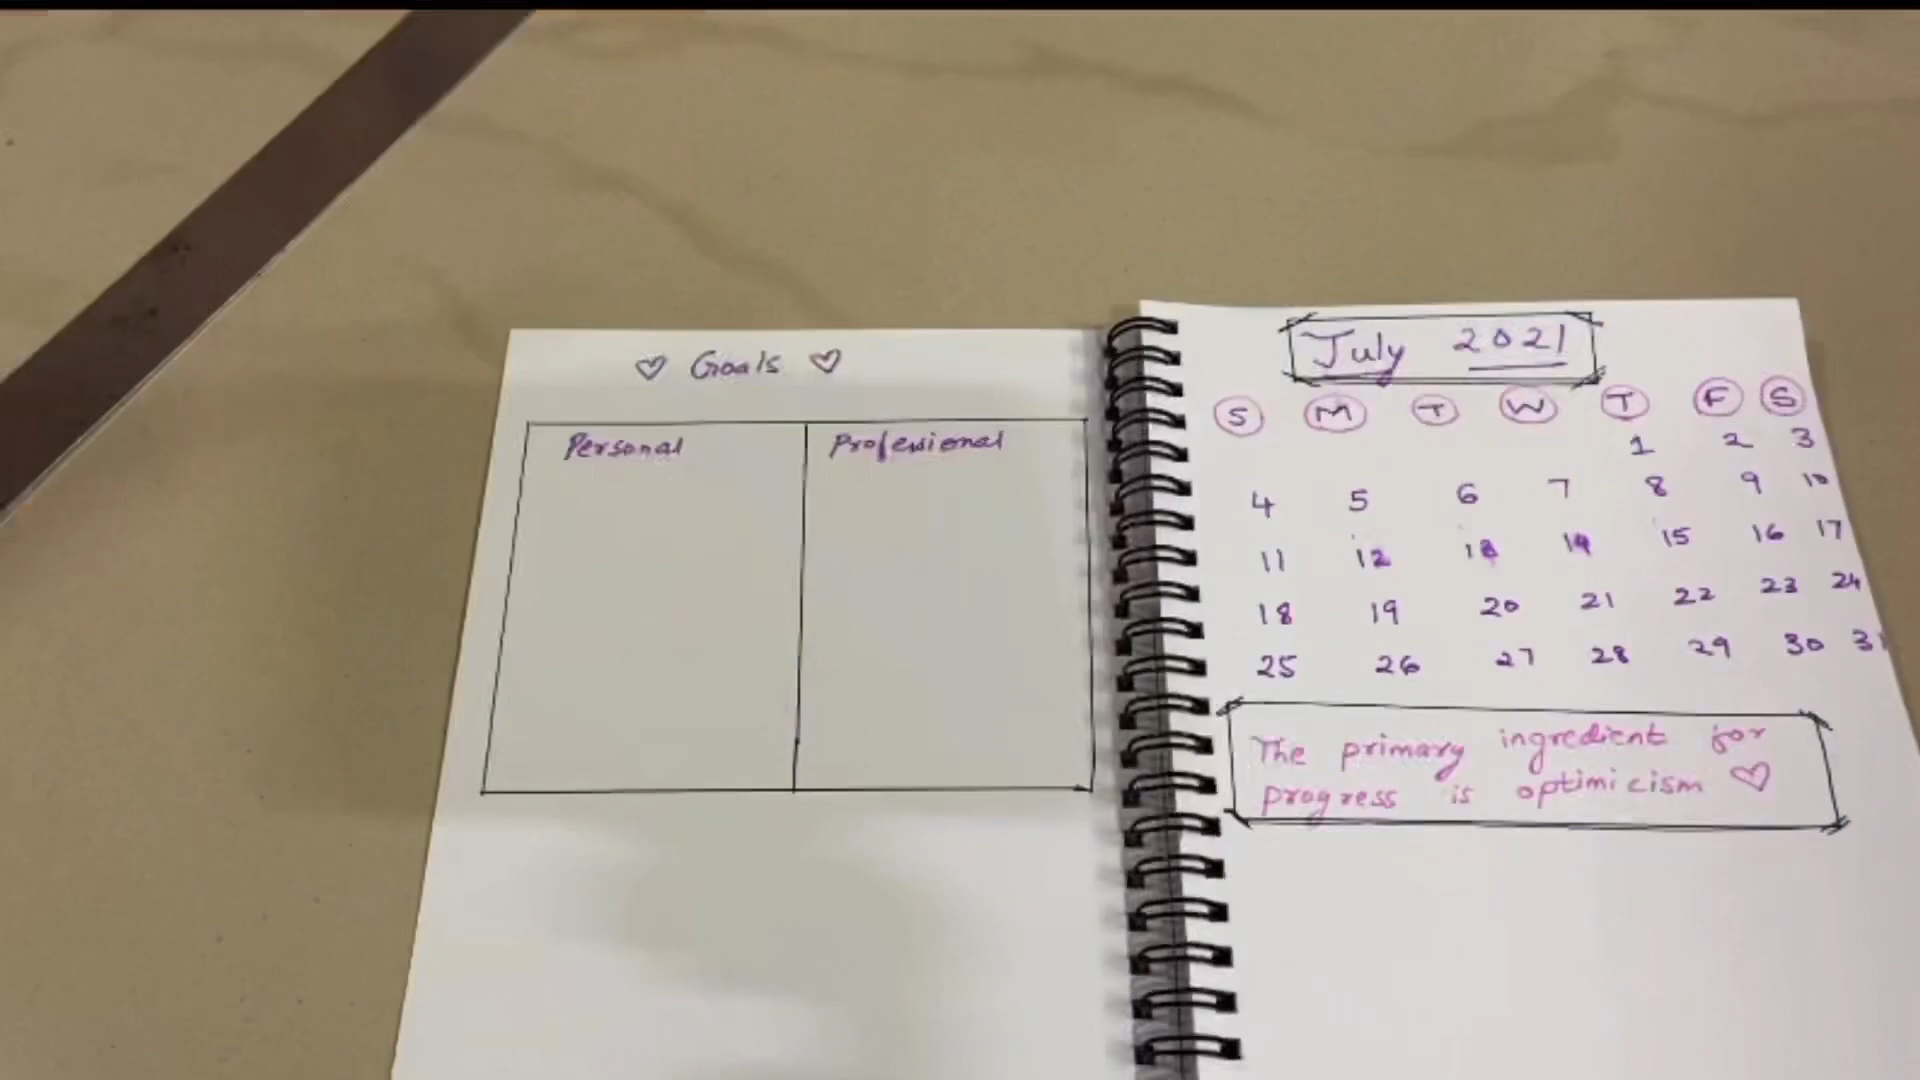 ♡ Goals ♡
Personal Professional
July 2021
S M T W T F S
1 2 3
4 5 6 7 8 9 10
11 12 13 14 15 16 17
18 19 20 21 22 23 24
25 26 27 28 29 30 31
The primary ingredient for
progress is optimicism ♡